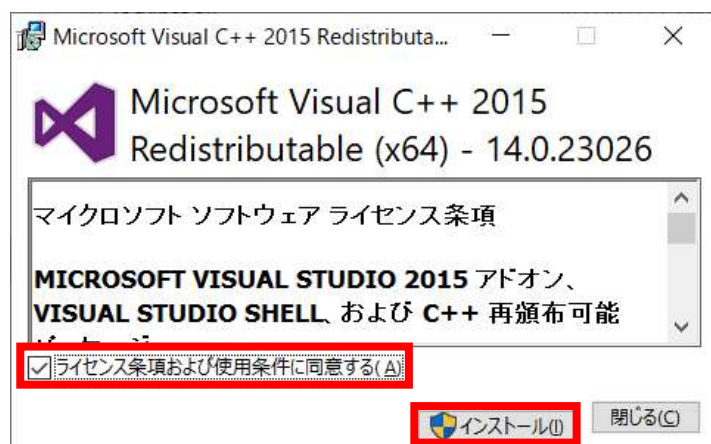 Microsoft Visual C++ 2015 Redistributa...
Microsoft Visual C++ 2015
Redistributable (x64) - 14.0.23026
マイクロソフト ソフトウェア ライセンス条項
MICROSOFT VISUAL STUDIO 2015 アドオン、
VISUAL STUDIO SHELL、および C++ 再頒布可能
ライセンス条項および使用条件に同意する(A)
インストール(I)
閉じる(C)